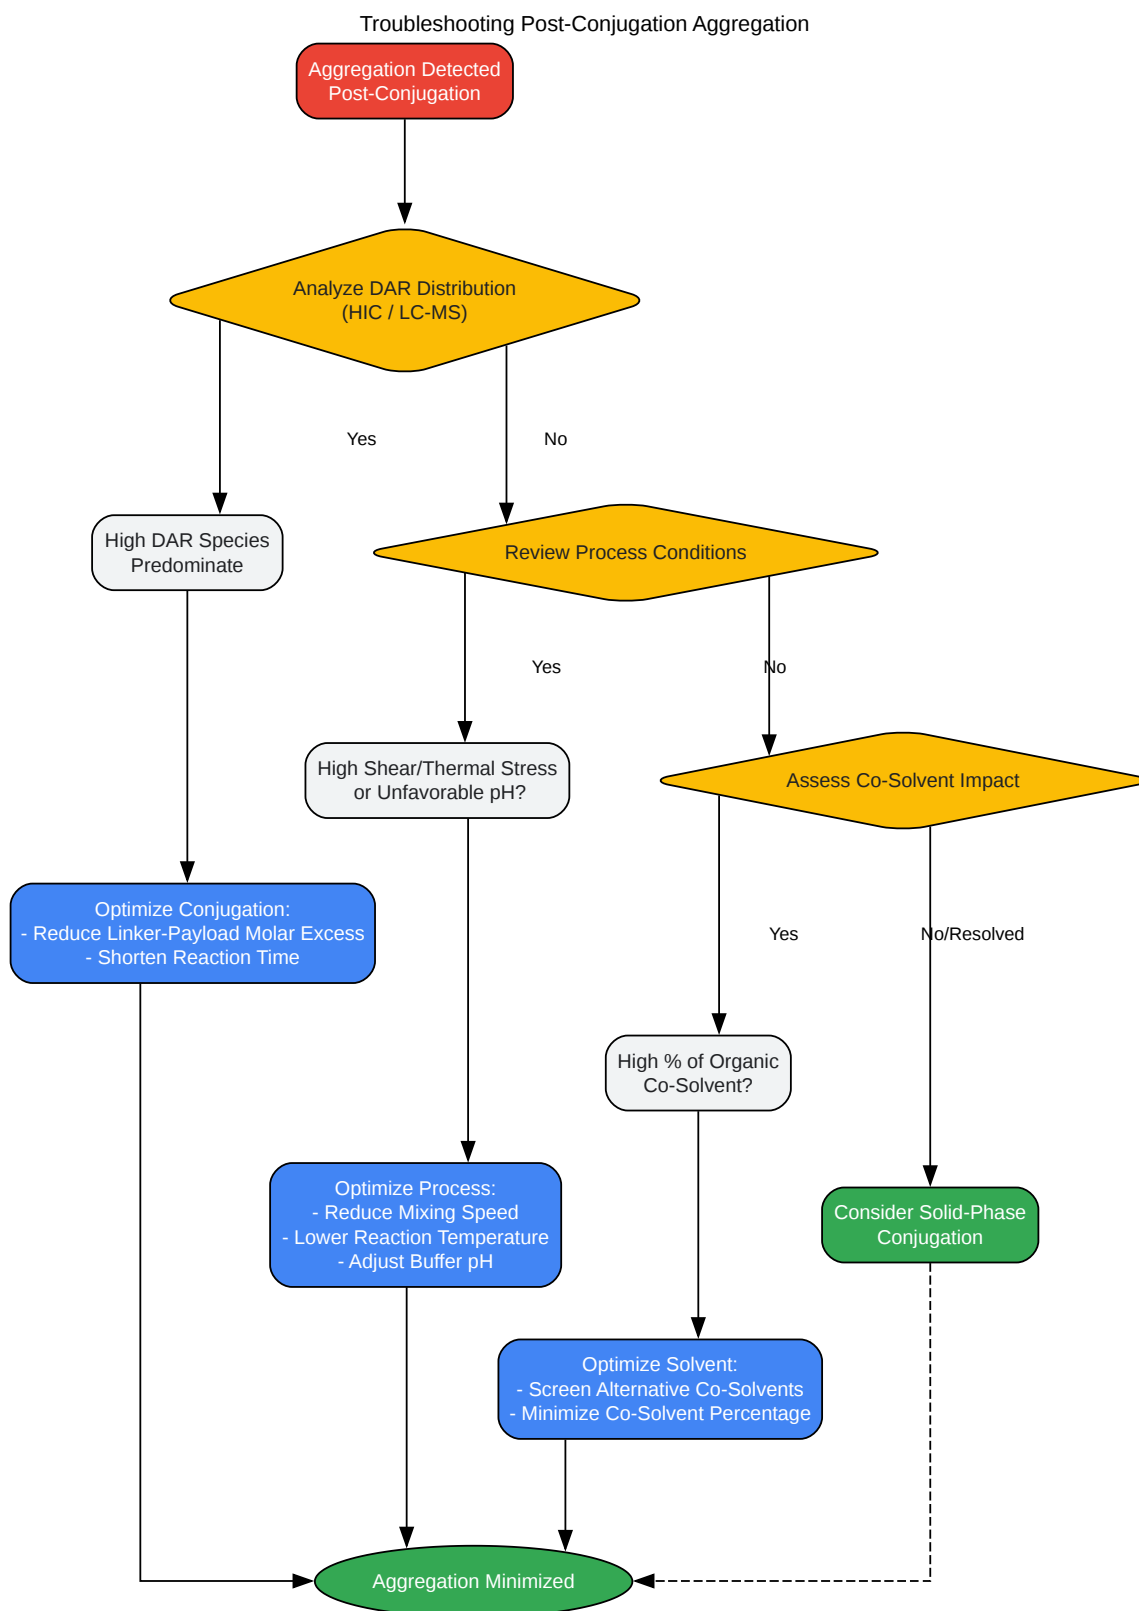 Troubleshooting Post-Conjugation Aggregation
Aggregation Detected
Post-Conjugation
Analyze DAR Distribution
(HIC / LC-MS)
Yes
No
High DAR Species
Predominate
Review Process Conditions
Yes
No
High Shear/Thermal Stress
or Unfavorable pH?
Assess Co-Solvent Impact
Optimize Conjugation:
- Reduce Linker-Payload Molar Excess
- Shorten Reaction Time
Yes
No/Resolved
High % of Organic
Co-Solvent?
Optimize Process:
- Reduce Mixing Speed
- Lower Reaction Temperature
- Adjust Buffer pH
Consider Solid-Phase
Conjugation
Optimize Solvent:
- Screen Alternative Co-Solvents
- Minimize Co-Solvent Percentage
Aggregation Minimized